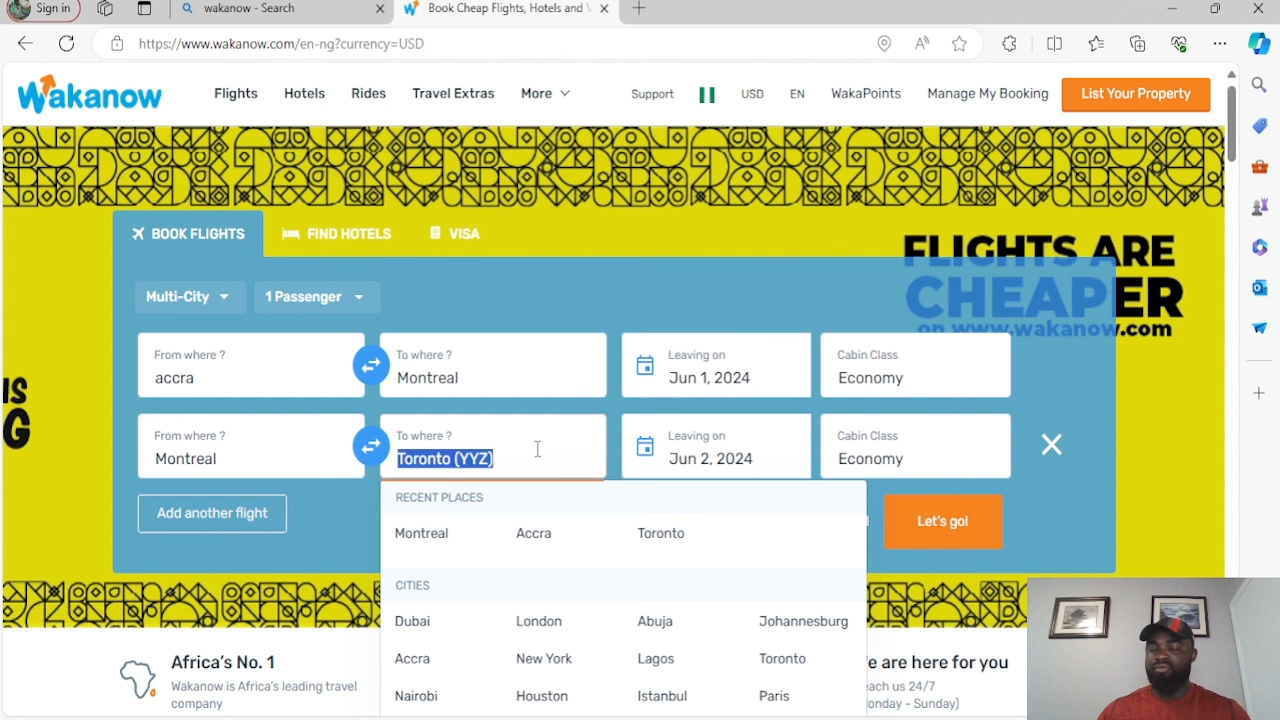 Sign in
wakanow - Search
Book Cheap Flights, Hotels and V
https://www.wakanow.com/en-ng?currency=USD
Wakanow
Flights
Hotels
Rides
Travel Extras
More
Support
USD
EN
WakaPoints
Manage My Booking
List Your Property
BOOK FLIGHTS
FIND HOTELS
VISA
FLIGHTS ARE
CHEAPER
on www.wakanow.com
IS
G
Multi-City
1 Passenger
From where ?
accra
To where ?
Montreal
Leaving on
Jun 1, 2024
Cabin Class
Economy
From where ?
Montreal
To where ?
Toronto (YYZ)
Leaving on
Jun 2, 2024
Cabin Class
Economy
Add another flight
Let's go!
RECENT PLACES
Montreal
Accra
Toronto
CITIES
Dubai
London
Abuja
Johannesburg
Accra
New York
Lagos
Toronto
Nairobi
Houston
Istanbul
Paris
Africa's No. 1
Wakanow is Africa's leading travel
company
e are here for you
each us 24/7
londay - Sunday)